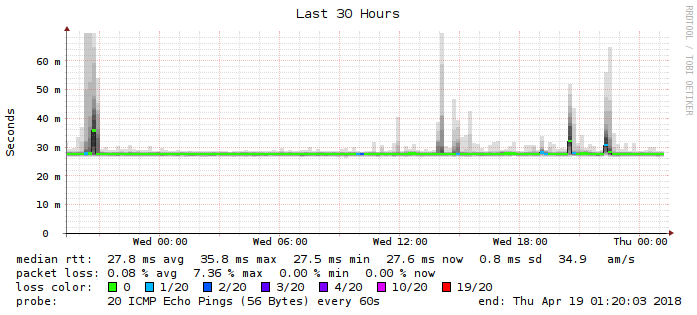 Last 30 Hours
RRDTOOL / TOBI OETIKER
Seconds
60 m
50 m
40 m
30 m
20 m
10 m
0
Wed 00:00 Wed 06:00 Wed 12:00 Wed 18:00 Thu 00:00
median rtt: 27.8 ms avg 35.8 ms max 27.5 ms min 27.6 ms now 0.8 ms sd 34.9 am/s
packet loss: 0.08 % avg 7.36 % max 0.00 % min 0.00 % now
loss color: 0 1/20 2/20 3/20 4/20 10/20 19/20
probe: 20 ICMP Echo Pings (56 Bytes) every 60s end: Thu Apr 19 01:20:03 2018